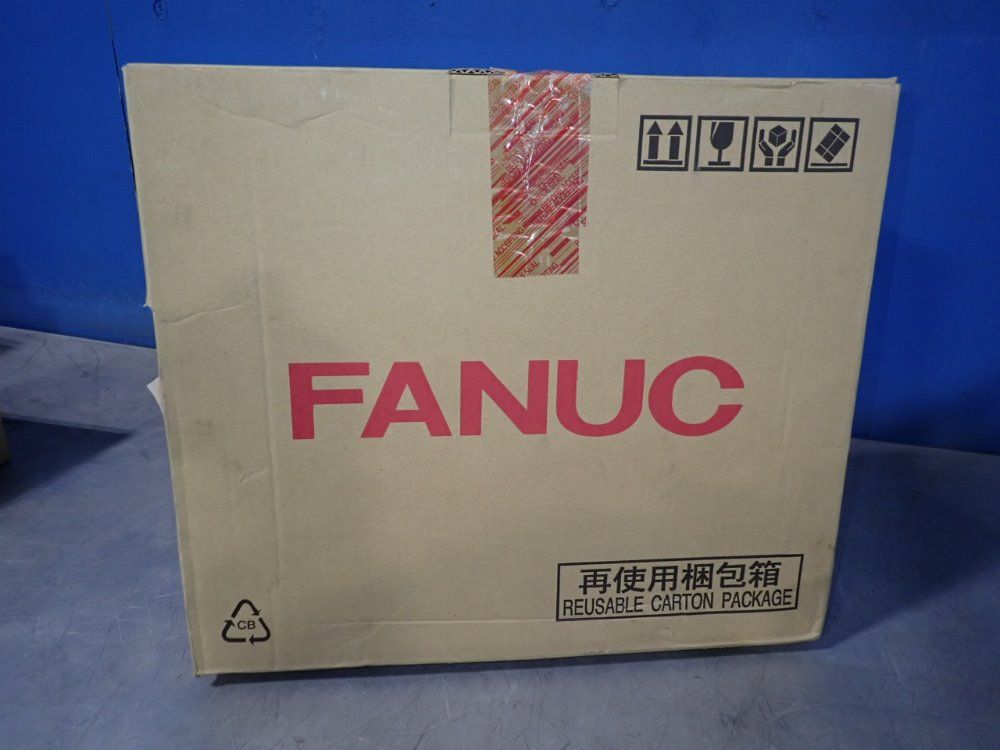 FANUC
再使用梱包箱
REUSABLE CARTON PACKAGE
CB